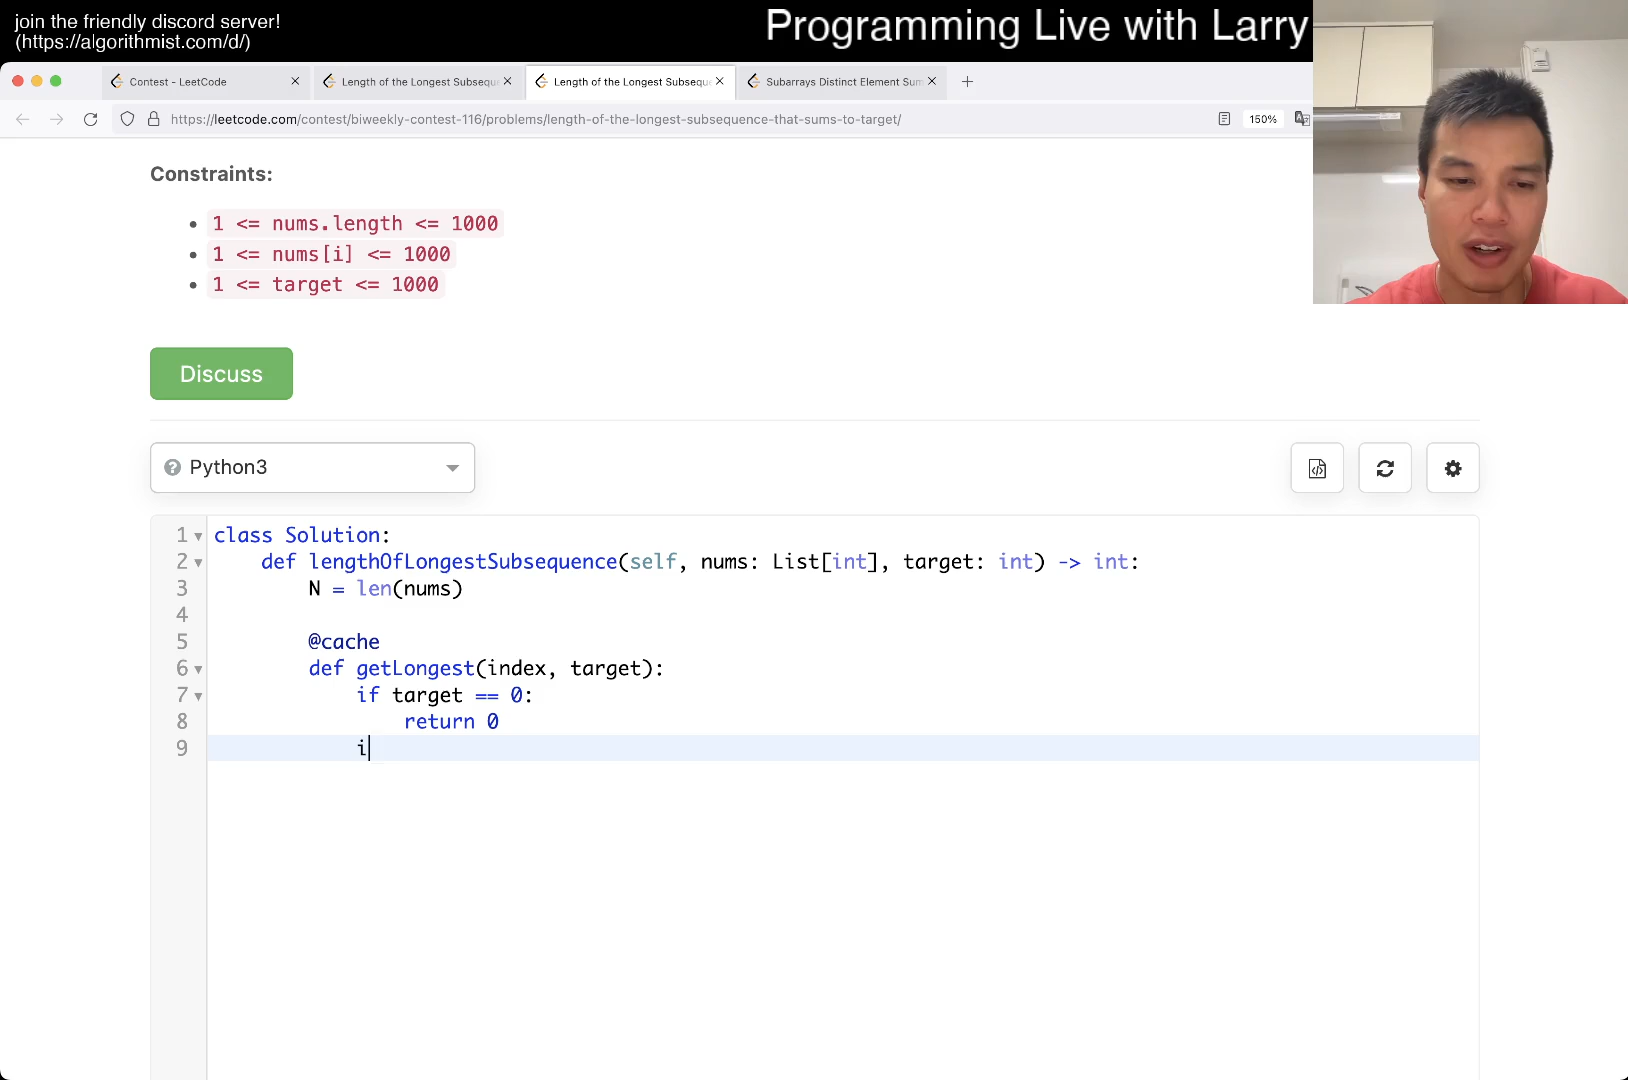 join the friendly discord server!
(https://algorithmist.com/d/)
Programming Live with Larry
Contest - LeetCode
Length of the Longest Subsequ
Length of the Longest Subseque
Subarrays Distinct Element Sum
https://leetcode.com/contest/biweekly-contest-116/problems/length-of-the-longest-subsequence-that-sums-to-target/
150%
Constraints:
1 <= nums.length <= 1000
1 <= nums[i] <= 1000
1 <= target <= 1000
Discuss
Python3
1 class Solution:
2 def lengthOfLongestSubsequence(self, nums: List[int], target: int) -> int:
3 N = len(nums)
4
5 @cache
6 def getLongest(index, target):
7 if target == 0:
8 return 0
9 i